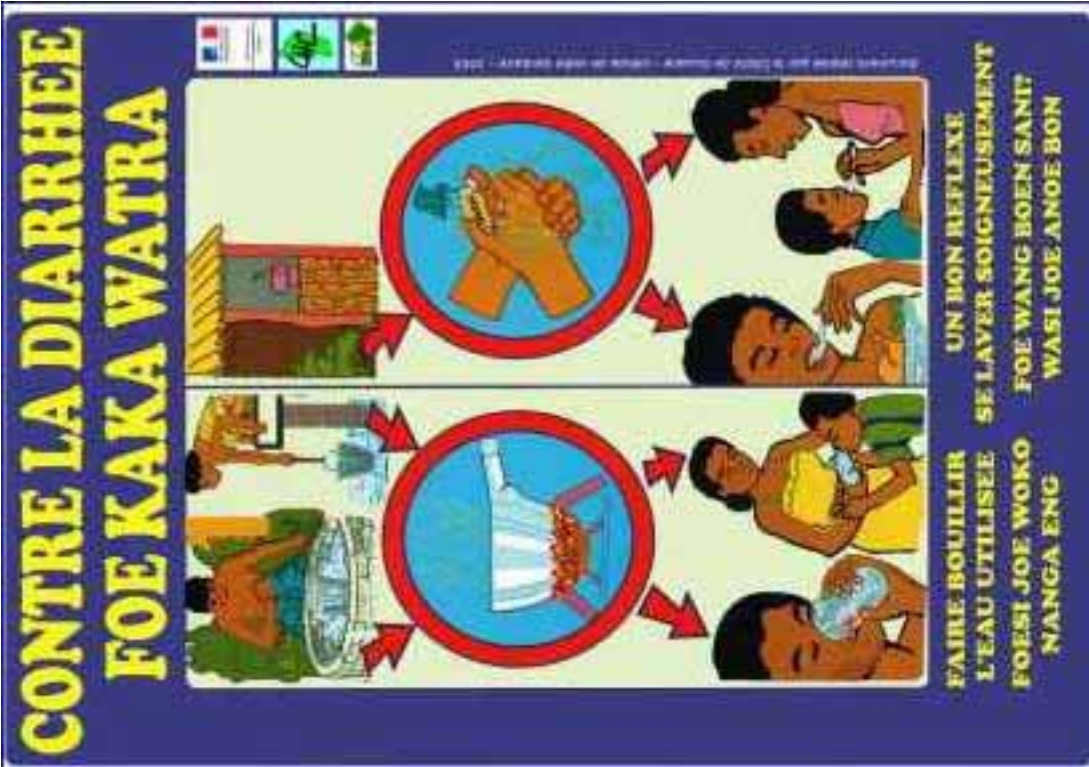 CONTRE LA DIARRHEE
FOE KAKA WATRA
FAIRE BOUILLIR
L'EAU UTILISEE
FOESI JOE WOKO
NANGA ENG
UN BON REFLEXE
SE LAVER SOIGNEUSEMENT
FOE WANG BOEN SANI?
WASI JOE ANOE BON